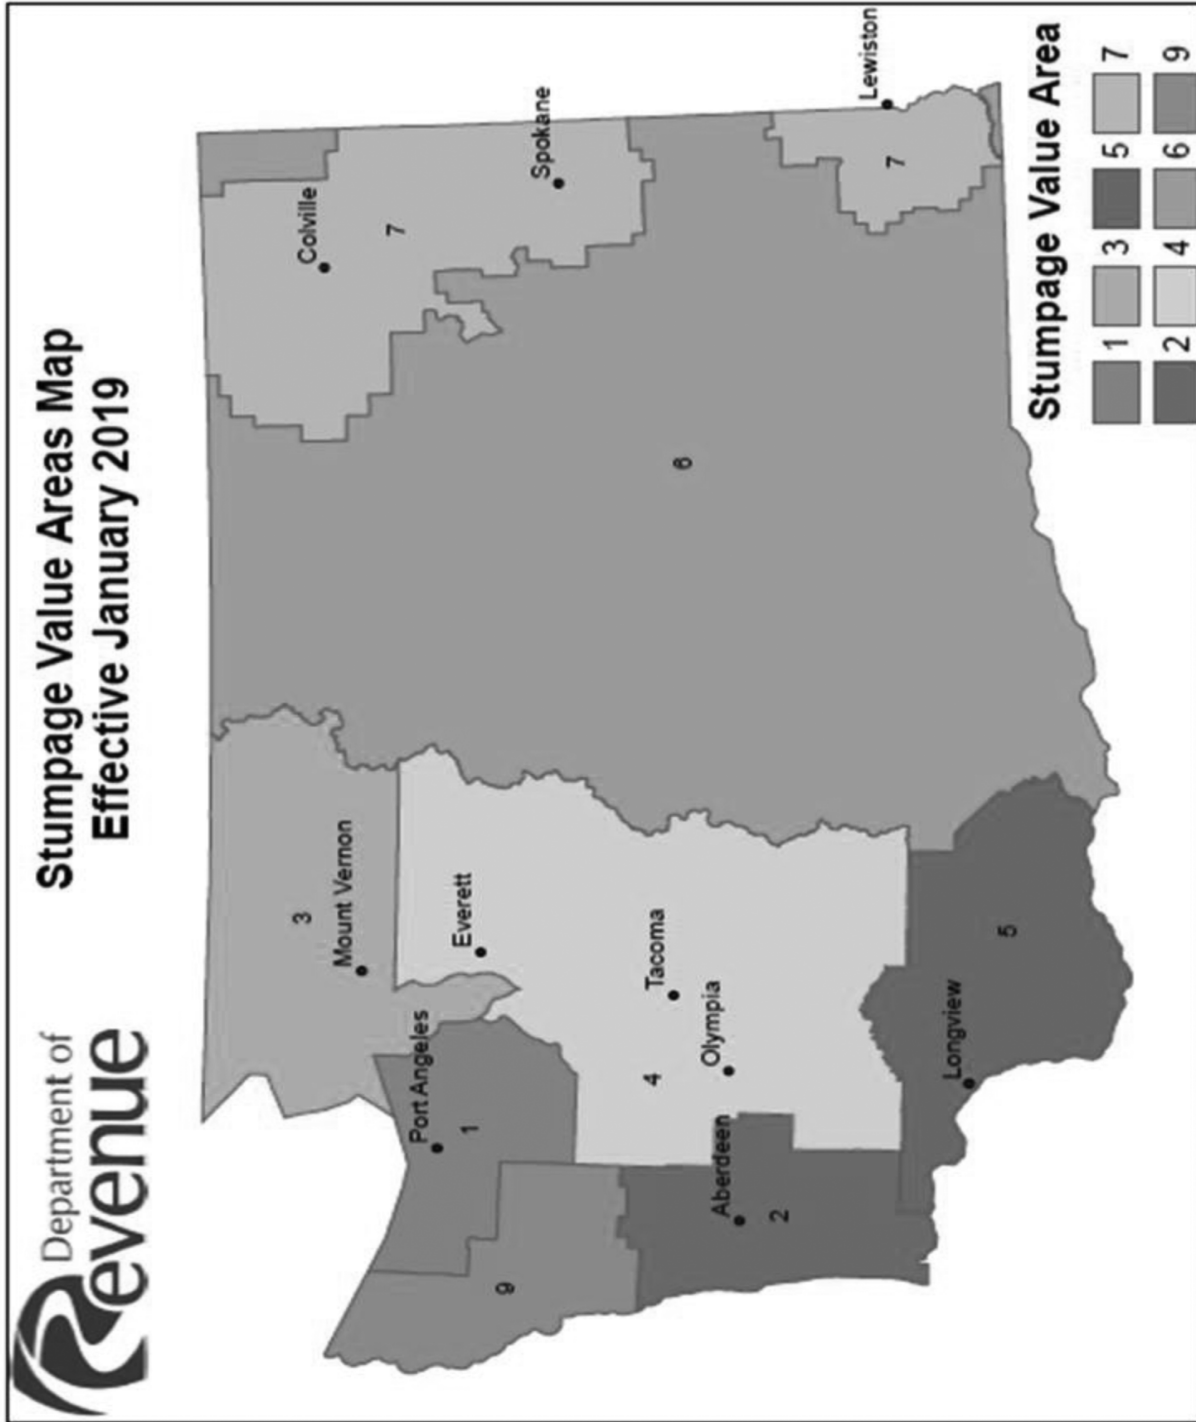 Department of
Revenue
Stumpage Value Areas Map
Effective January 2019
Colville
3
Mount Vernon
7
Port Angeles
1
Everett
9
Spokane
4
Tacoma
6
Olympia
Aberdeen
2
Lewiston
7
Longview
5
Stumpage Value Area
1 3 5 7
2 4 6 9